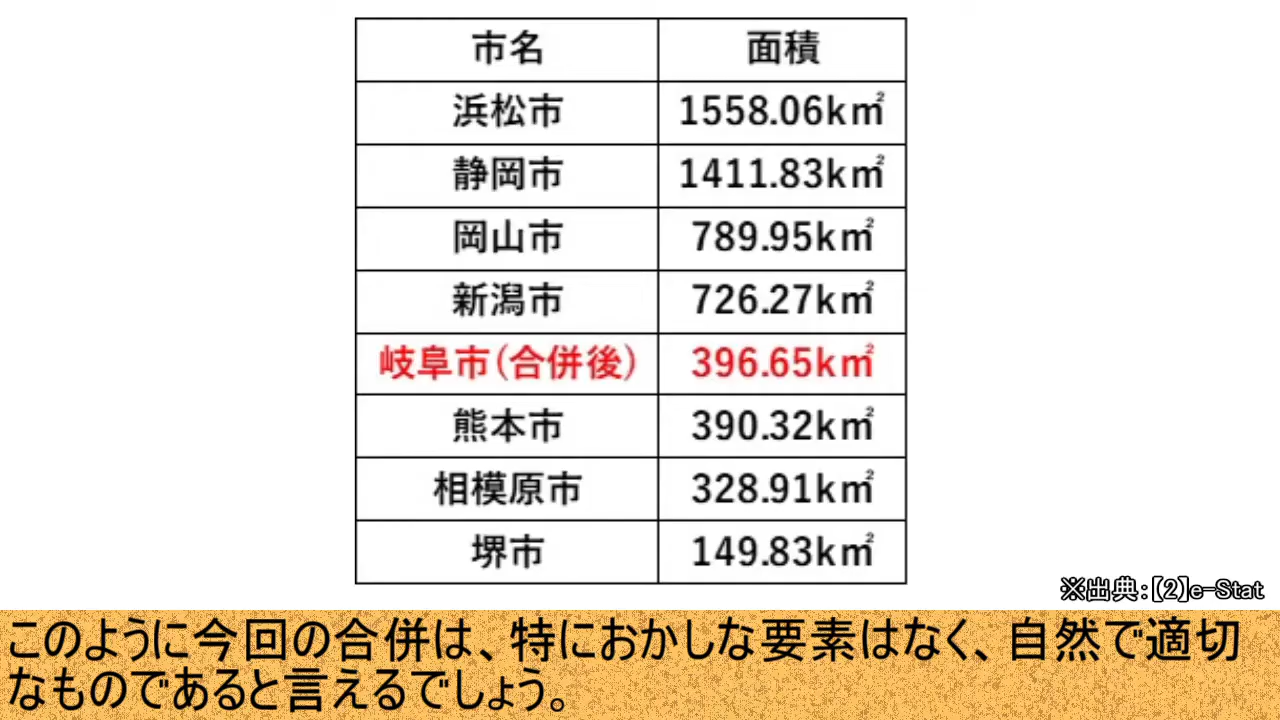 市名 面積
浜松市 1558.06k㎡
静岡市 1411.83k㎡
岡山市 789.95k㎡
新潟市 726.27k㎡
岐阜市(合併後) 396.65k㎡
熊本市 390.32k㎡
相模原市 328.91k㎡
堺市 149.83k㎡
※出典:【2】e-Stat
このように今回の合併は、特におかしな要素はなく、自然で適切
なものであると言えるでしょう。